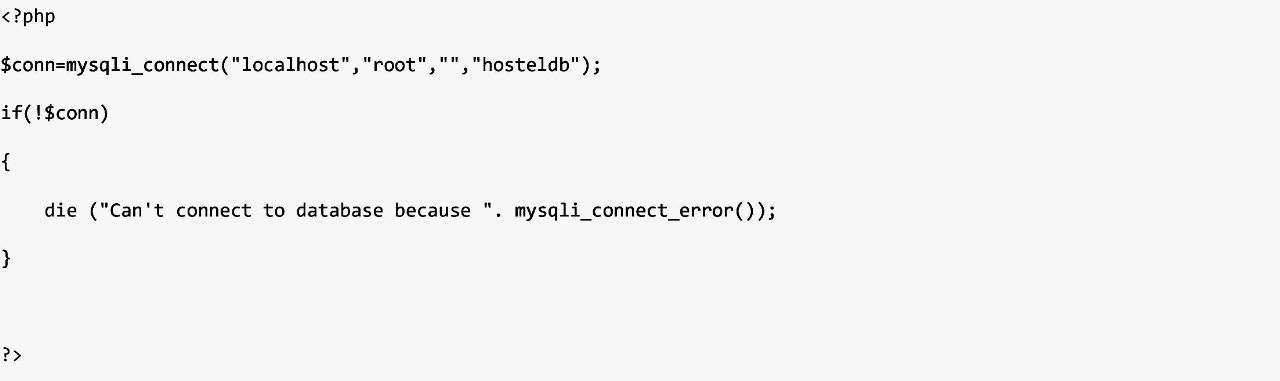 <?php
$conn=mysqli_connect("localhost","root","","hosteldb");
if(!$conn)
{
    die ("Can't connect to database because ". mysqli_connect_error());
}
?>